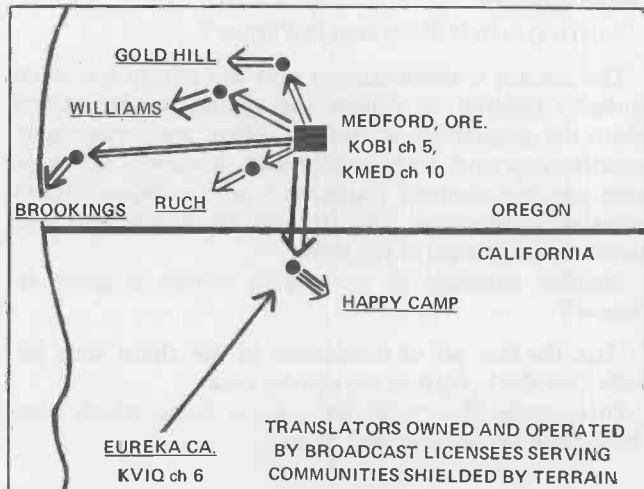 GOLD HILL
WILLIAMS
MEDFORD, ORE.
KOBI ch 5,
KMED ch 10
BROOKINGS
RUCH
OREGON
CALIFORNIA
HAPPY CAMP
EUREKA CA.
KVIQ ch 6
TRANSLATORS OWNED AND OPERATED
BY BROADCAST LICENSEES SERVING
COMMUNITIES SHIELDED BY TERRAIN